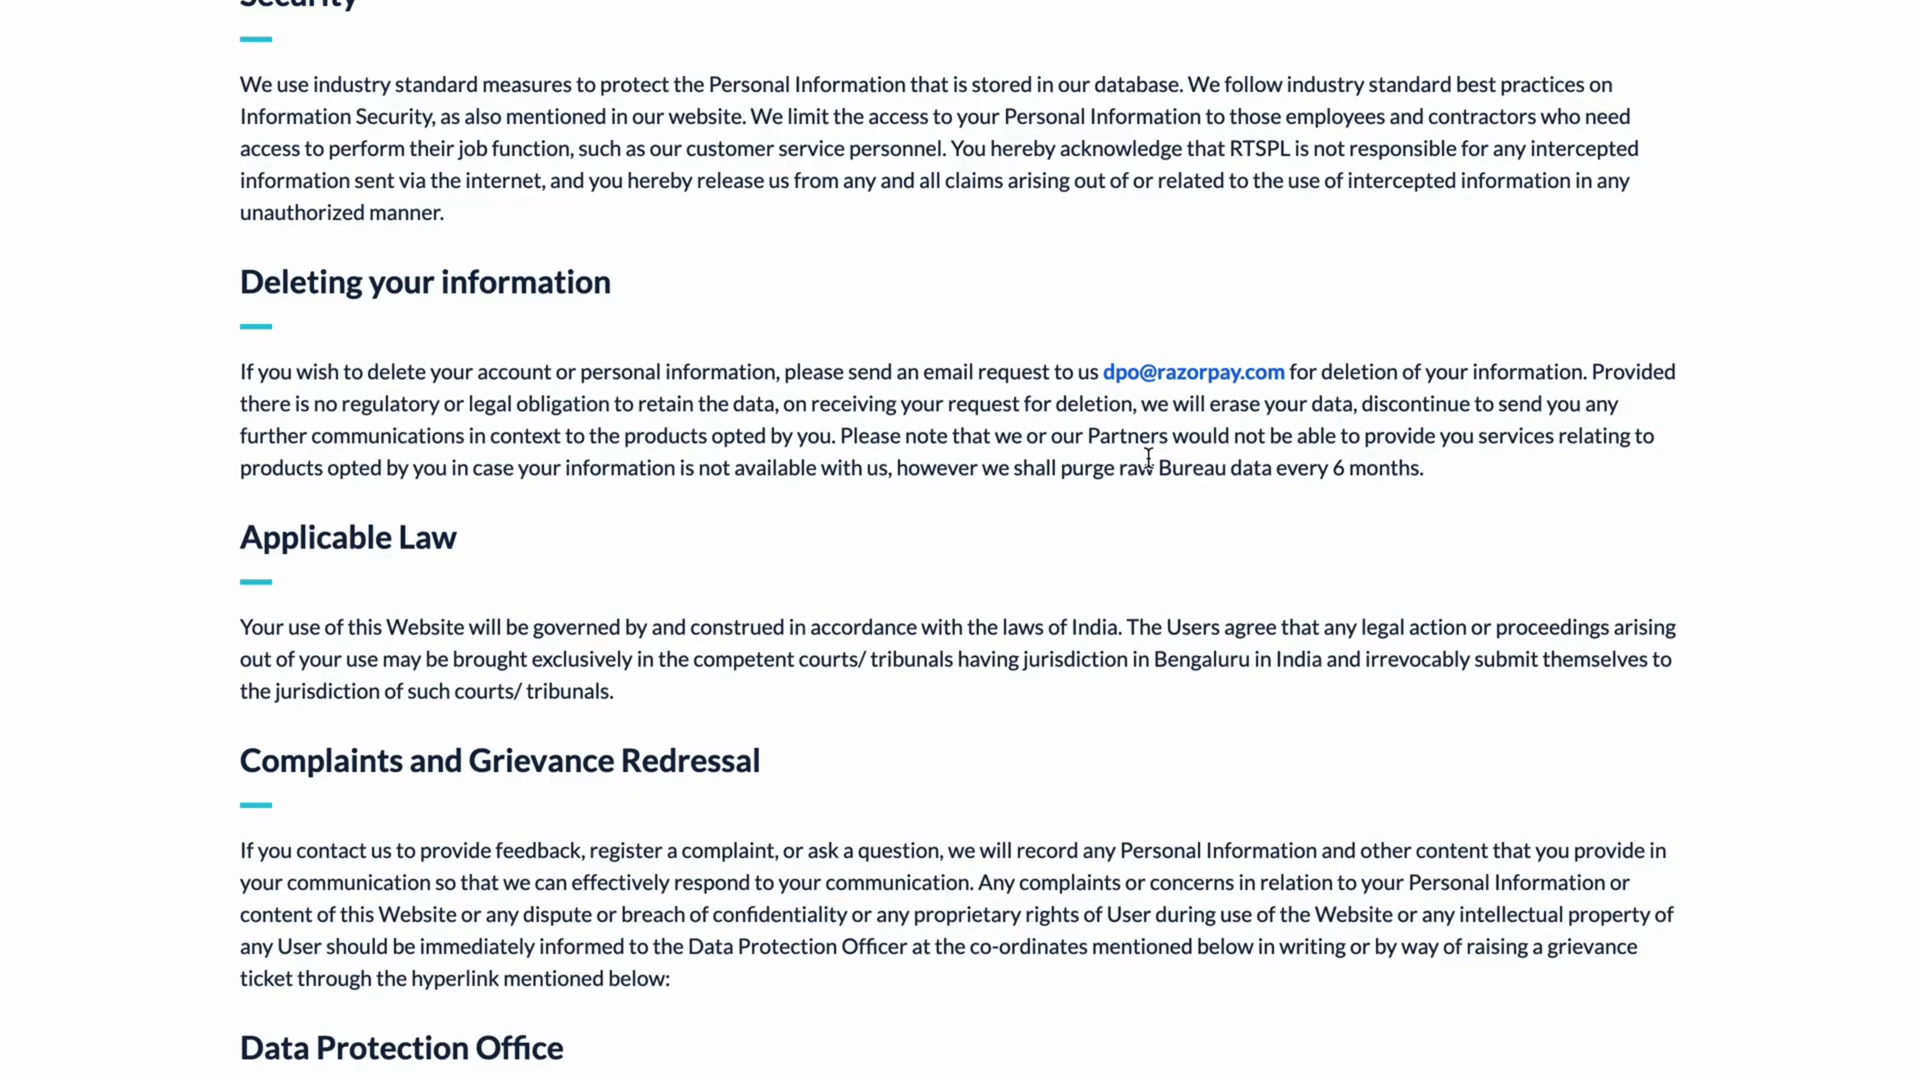 Security
We use industry standard measures to protect the Personal Information that is stored in our database. We follow industry standard best practices on
Information Security, as also mentioned in our website. We limit the access to your Personal Information to those employees and contractors who need
access to perform their job function, such as our customer service personnel. You hereby acknowledge that RTSPL is not responsible for any intercepted
information sent via the internet, and you hereby release us from any and all claims arising out of or related to the use of intercepted information in any
unauthorized manner.
Deleting your information
If you wish to delete your account or personal information, please send an email request to us dpo@razorpay.com for deletion of your information. Provided
there is no regulatory or legal obligation to retain the data, on receiving your request for deletion, we will erase your data, discontinue to send you any
further communications in context to the products opted by you. Please note that we or our Partners would not be able to provide you services relating to
products opted by you in case your information is not available with us, however we shall purge raw Bureau data every 6 months.
Applicable Law
Your use of this Website will be governed by and construed in accordance with the laws of India. The Users agree that any legal action or proceedings arising
out of your use may be brought exclusively in the competent courts/ tribunals having jurisdiction in Bengaluru in India and irrevocably submit themselves to
the jurisdiction of such courts/ tribunals.
Complaints and Grievance Redressal
If you contact us to provide feedback, register a complaint, or ask a question, we will record any Personal Information and other content that you provide in
your communication so that we can effectively respond to your communication. Any complaints or concerns in relation to your Personal Information or
content of this Website or any dispute or breach of confidentiality or any proprietary rights of User during use of the Website or any intellectual property of
any User should be immediately informed to the Data Protection Officer at the co-ordinates mentioned below in writing or by way of raising a grievance
ticket through the hyperlink mentioned below:
Data Protection Office